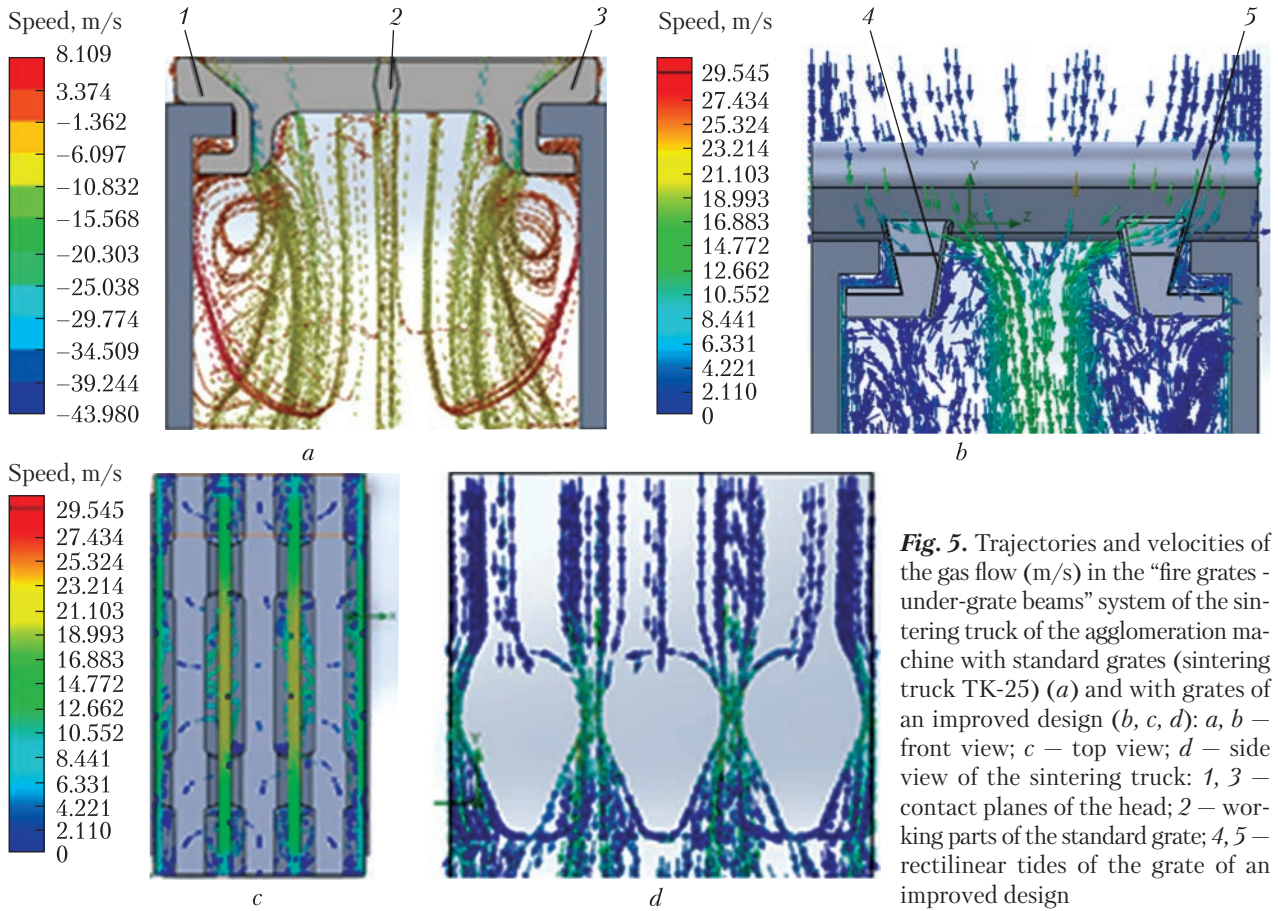 Speed, m/s
1
2
3
8.109
3.374
−1.362
−6.097
−10.832
−15.568
−20.303
−25.038
−29.774
−34.509
−39.244
−43.980
a
Speed, m/s
4
5
29.545
27.434
25.324
23.214
21.103
18.993
16.883
14.772
12.662
10.552
8.441
6.331
4.221
2.110
0
Y
X
Z
b
Speed, m/s
29.545
27.434
25.324
23.214
21.103
18.993
16.883
14.772
12.662
10.552
8.441
6.331
4.221
2.110
0
X
c
Y
d
Fig. 5. Trajectories and velocities of
the gas flow (m/s) in the “fire grates -
under-grate beams” system of the sin-
tering truck of the agglomeration ma-
chine with standard grates (sintering
truck TK-25) (a) and with grates of
an improved design (b, c, d): a, b —
front view; c — top view; d — side
view of the sintering truck: 1, 3 —
contact planes of the head; 2 — wor-
king parts of the standard grate; 4, 5 —
rectilinear tides of the grate of an
improved design